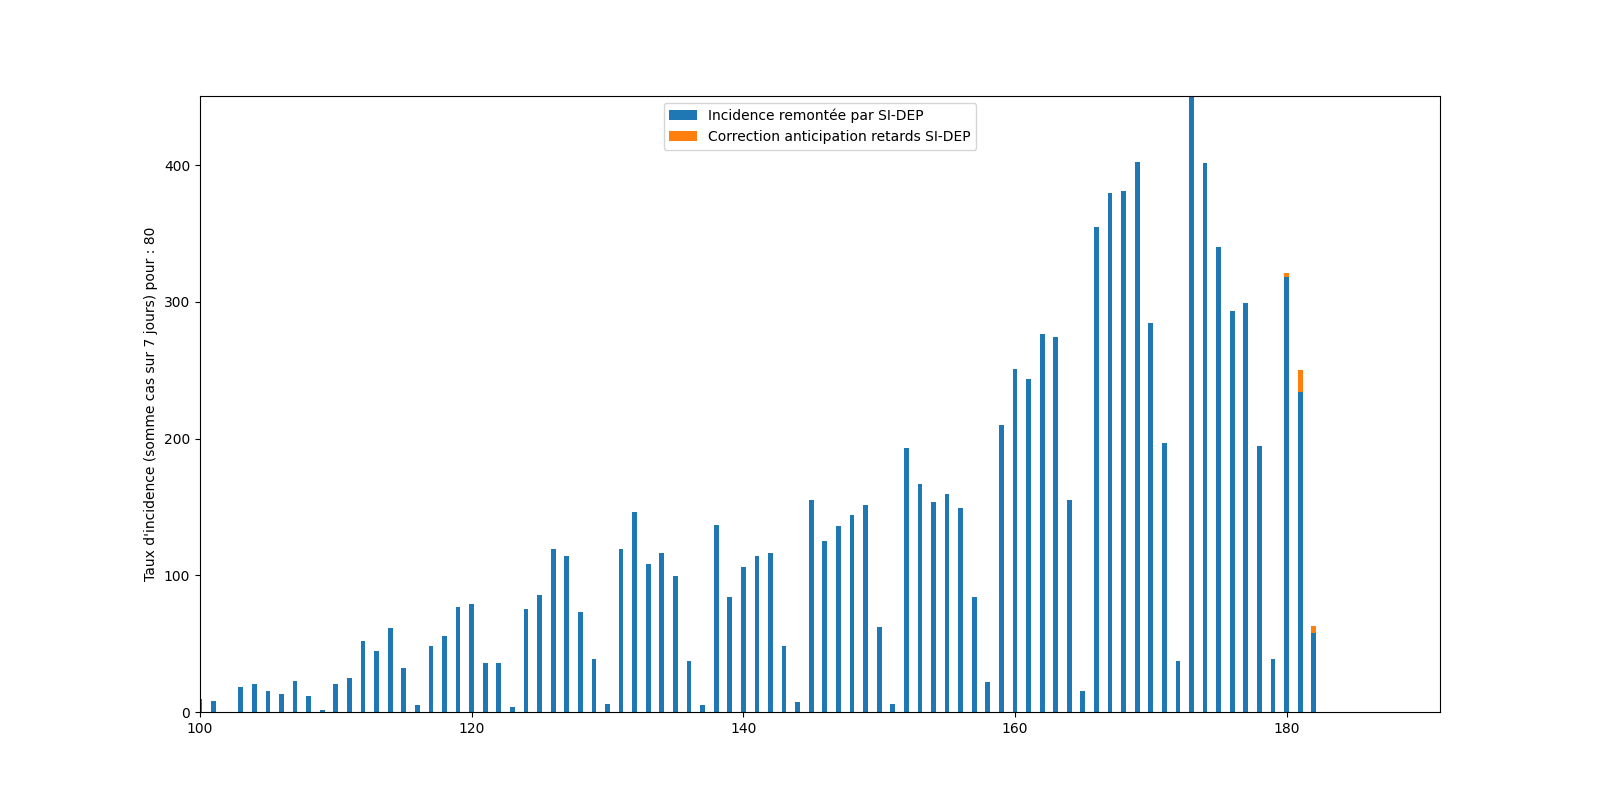 Incidence remontée par SI-DEP
Correction anticipation retards SI-DEP
Taux d'incidence (somme cas sur 7 jours) pour : 80
400
300
200
100
0
100 120 140 160 180